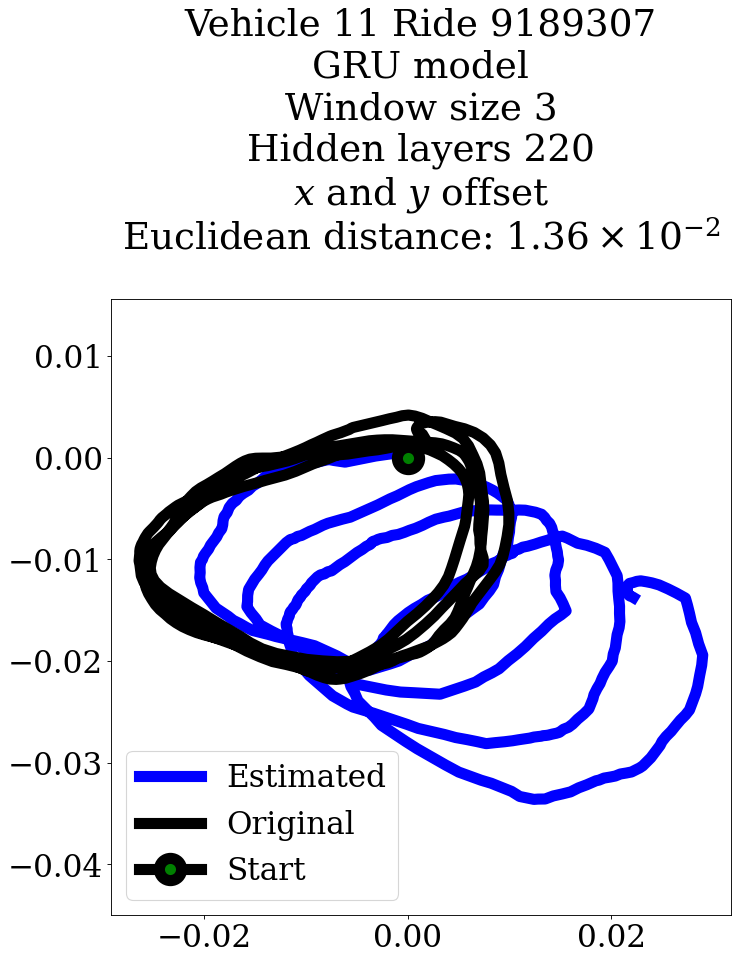 Vehicle 11 Ride 9189307
GRU model
Window size 3
Hidden layers 220
x and y offset
Euclidean distance: 1.36 × 10⁻²
0.01
0.00
−0.01
−0.02
−0.03
−0.04
Estimated
Original
Start
−0.02 0.00 0.02